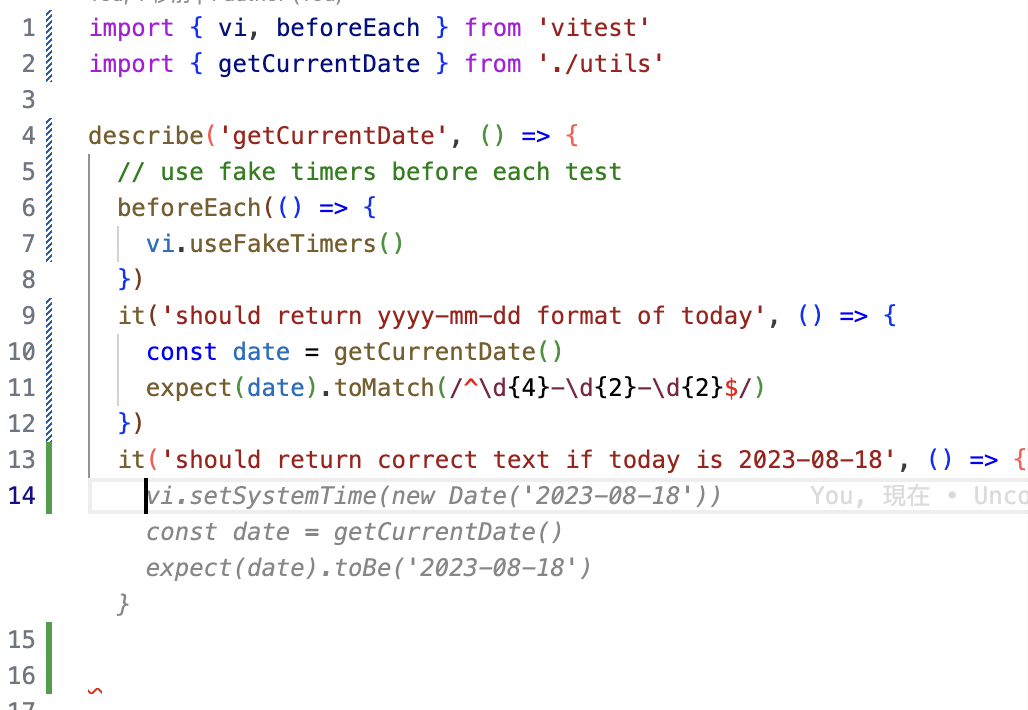 1 import { vi, beforeEach } from 'vitest'
2 import { getCurrentDate } from './utils'
3
4 describe('getCurrentDate', () => {
5   // use fake timers before each test
6   beforeEach(() => {
7     vi.useFakeTimers()
8   })
9   it('should return yyyy-mm-dd format of today', () => {
10     const date = getCurrentDate()
11     expect(date).toMatch(/^\d{4}-\d{2}-\d{2}$/)
12   })
13   it('should return correct text if today is 2023-08-18', () => {
14     vi.setSystemTime(new Date('2023-08-18')) You, 現在 • Unco
    const date = getCurrentDate()
    expect(date).toBe('2023-08-18')
  }
15
16